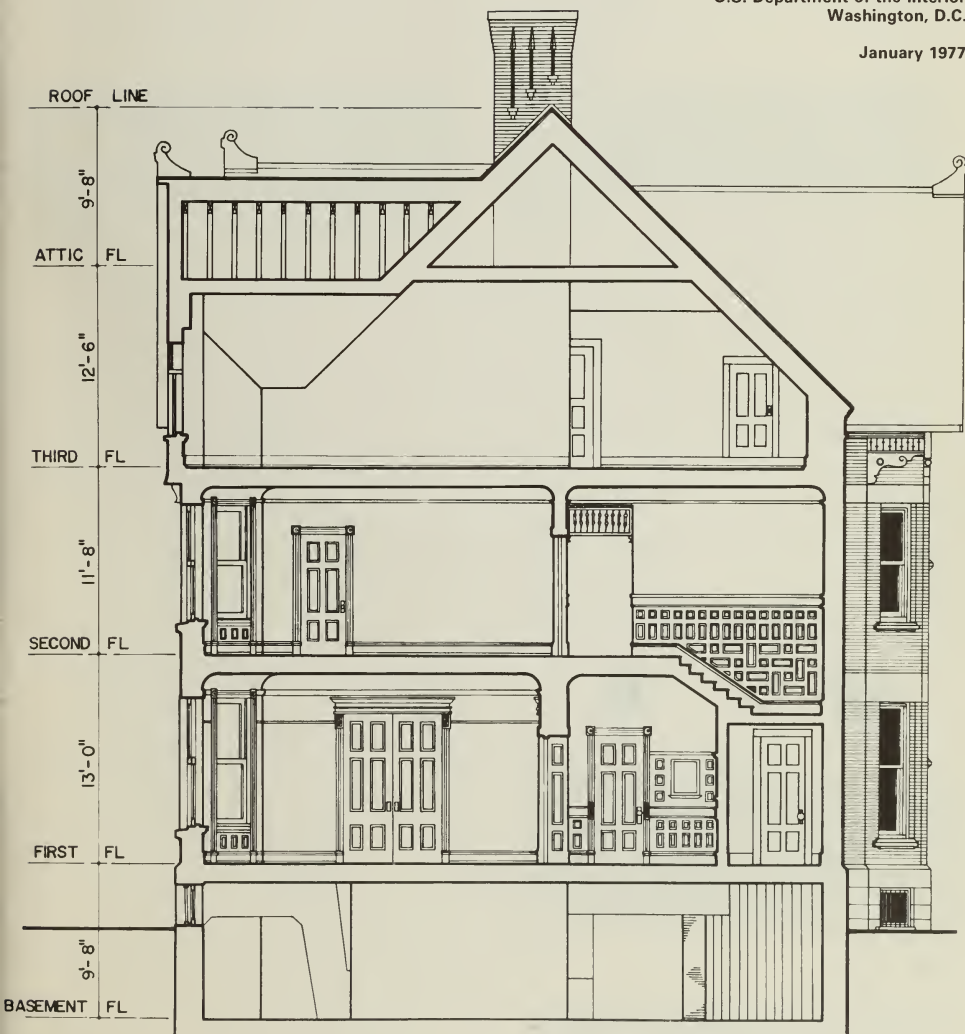 U.S. Department of the Interior
Washington, D.C.
January 1977
ROOF LINE
9'-8"
ATTIC FL
12'-6"
THIRD FL
11'-8"
SECOND FL
13'-0"
FIRST FL
9'-8"
BASEMENT FL